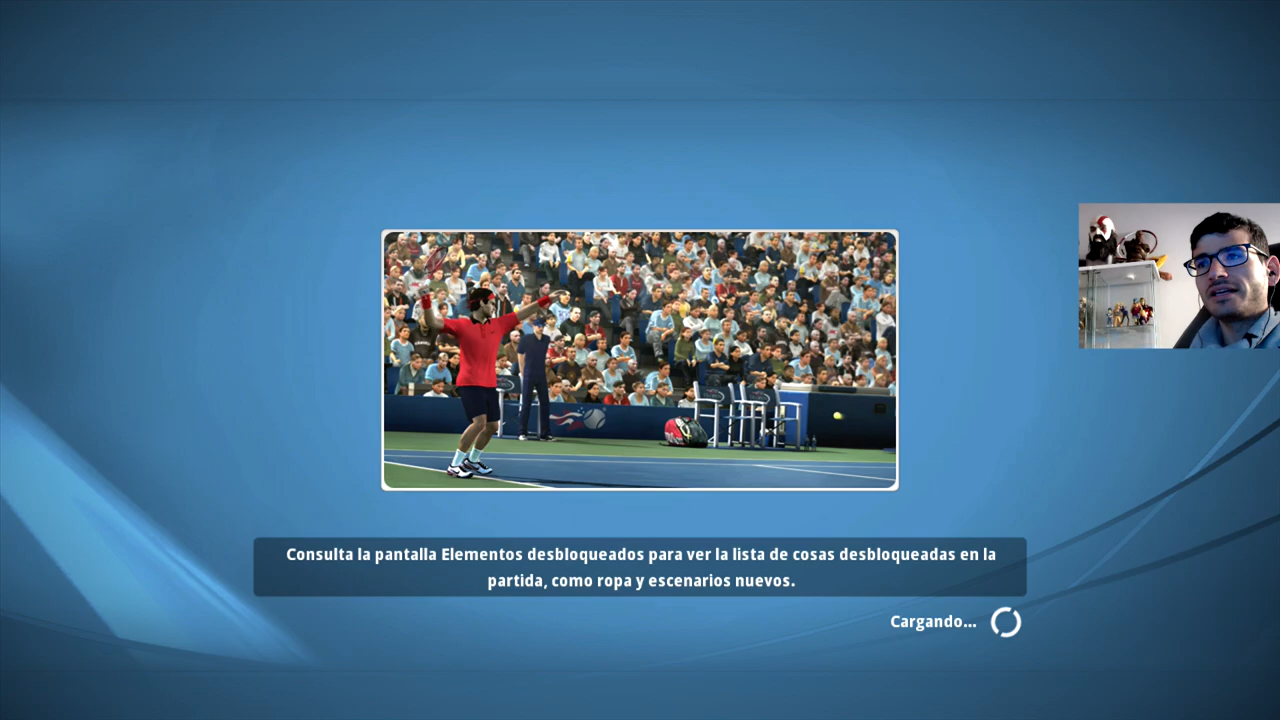 Consulta la pantalla Elementos desbloqueados para ver la lista de cosas desbloqueadas en la
partida, como ropa y escenarios nuevos.
Cargando...